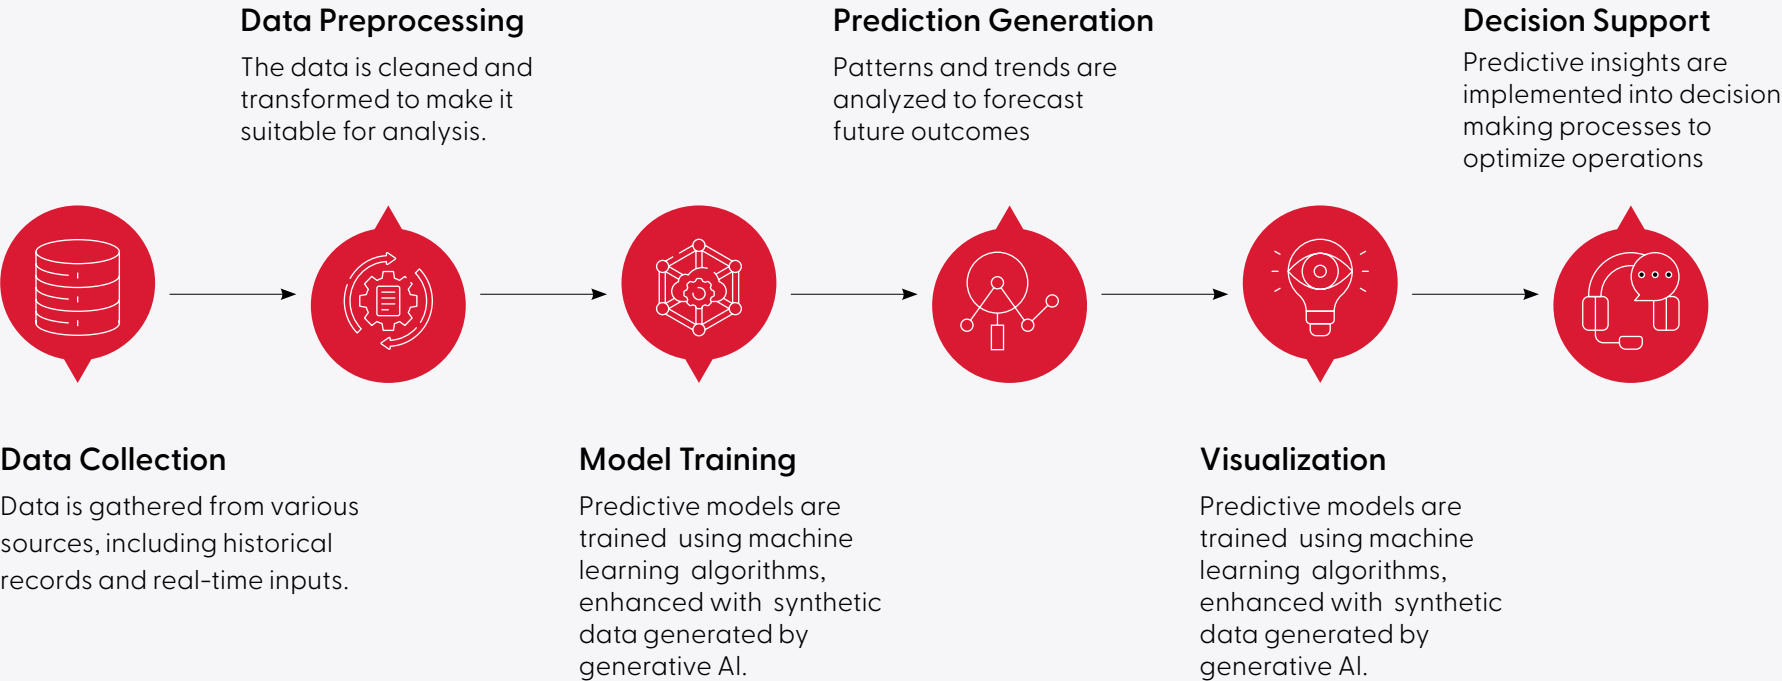 Data Preprocessing
The data is cleaned and
transformed to make it
suitable for analysis.
Prediction Generation
Patterns and trends are
analyzed to forecast
future outcomes
Decision Support
Predictive insights are
implemented into decision
making processes to
optimize operations
Data Collection
Data is gathered from various
sources, including historical
records and real-time inputs.
Model Training
Predictive models are
trained using machine
learning algorithms,
enhanced with synthetic
data generated by
generative AI.
Visualization
Predictive models are
trained using machine
learning algorithms,
enhanced with synthetic
data generated by
generative AI.